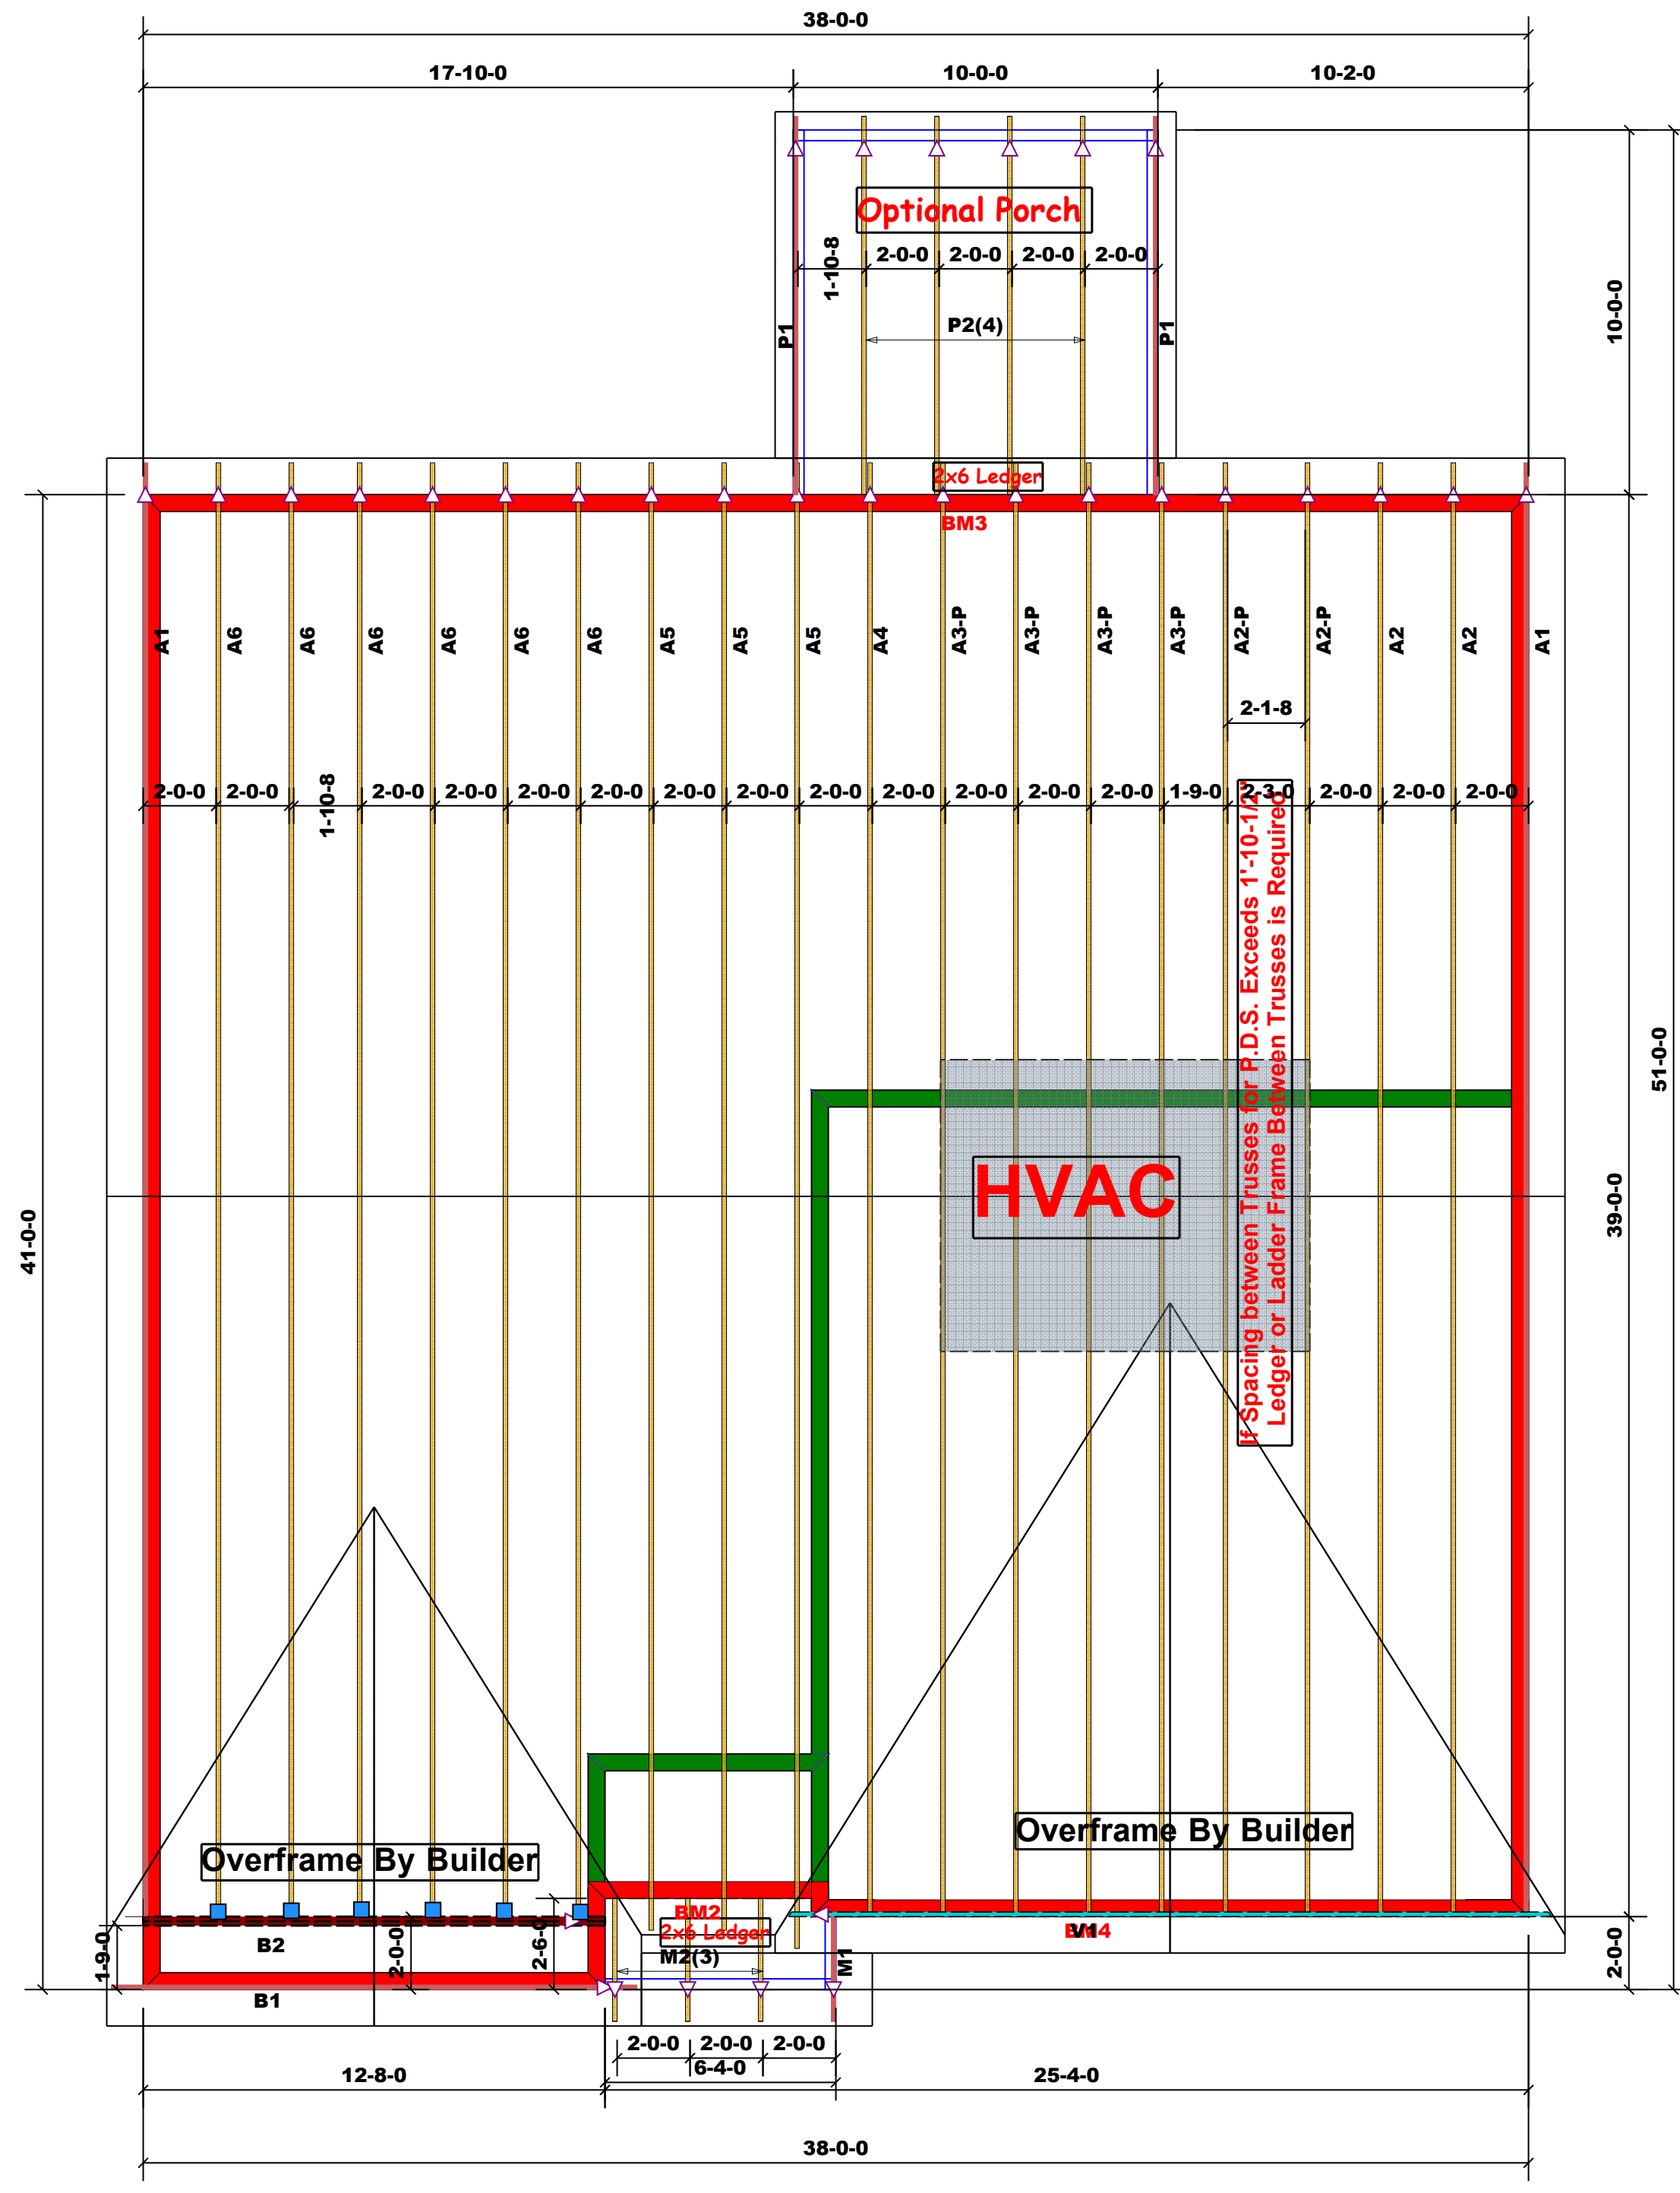 38-0-0
17-10-0
10-0-0
10-2-0
Optional Porch
1-10-8
2-0-0
2-0-0
2-0-0
2-0-0
P2(4)
P1
P1
10-0-0
2x6 Ledger
BM3
A1
A6
A6
A6
A6
A6
A6
A5
A5
A5
A4
A3-P
A3-P
A3-P
A3-P
A2-P
A2-P
A2
A2
A1
2-1-8
2-0-0
2-0-0
1-10-8
2-0-0
2-0-0
2-0-0
2-0-0
2-0-0
2-0-0
2-0-0
2-0-0
2-0-0
2-0-0
2-0-0
1-9-0
2-3-0
2-0-0
2-0-0
2-0-0
If Spacing between Trusses for P.D.S. Exceeds 1'-10-1/2"
Ledger or Ladder Frame Between Trusses is Required
51-0-0
HVAC
41-0-0
39-0-0
Overframe By Builder
Overframe By Builder
BM2
2x6 Ledger
BM4
V1
B2
1-9-0
2-0-0
2-6-0
M2(3)
M1
2-0-0
B1
2-0-0
2-0-0
2-0-0
6-4-0
12-8-0
25-4-0
38-0-0